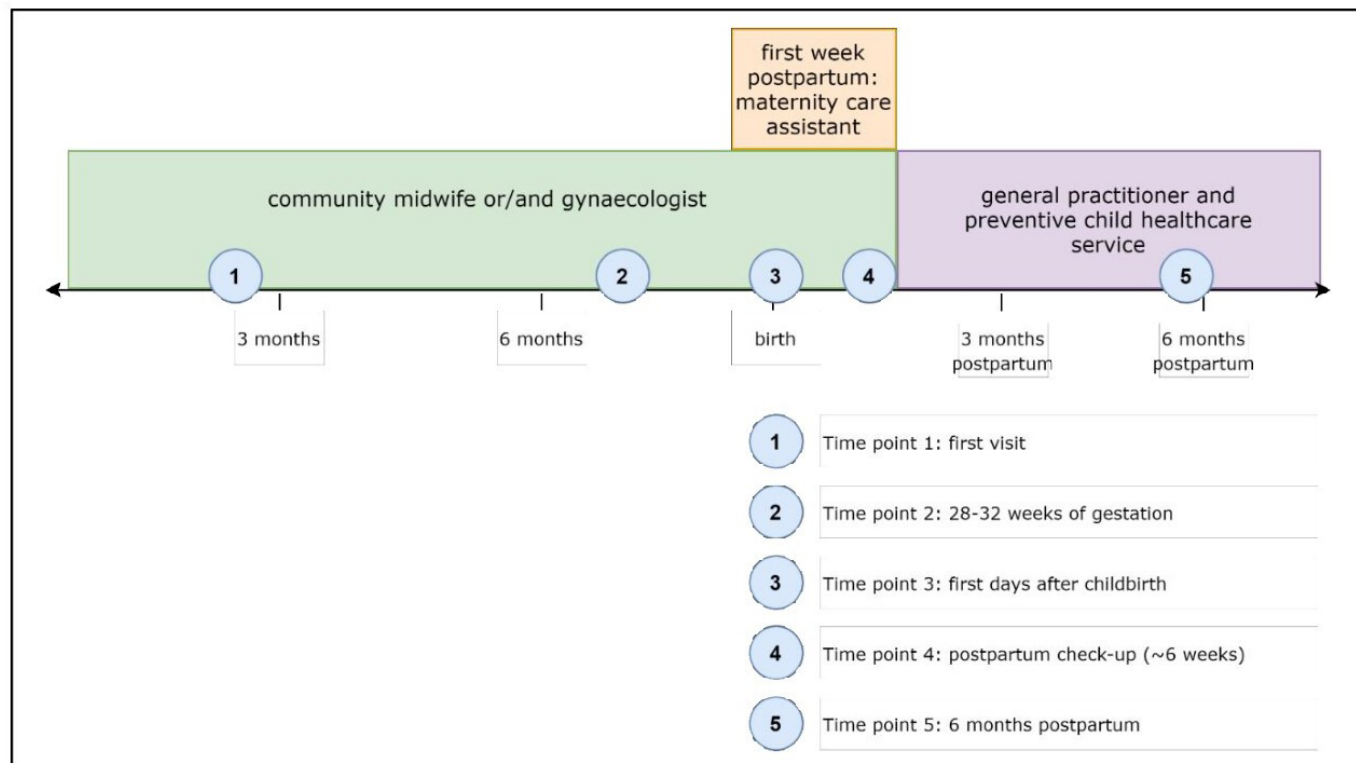 first week
postpartum:
maternity care
assistant
community midwife or/and gynaecologist
general practitioner and
preventive child healthcare
service
1
2
3
4
5
3 months
6 months
birth
3 months
postpartum
6 months
postpartum
1 Time point 1: first visit
2 Time point 2: 28-32 weeks of gestation
3 Time point 3: first days after childbirth
4 Time point 4: postpartum check-up (~6 weeks)
5 Time point 5: 6 months postpartum